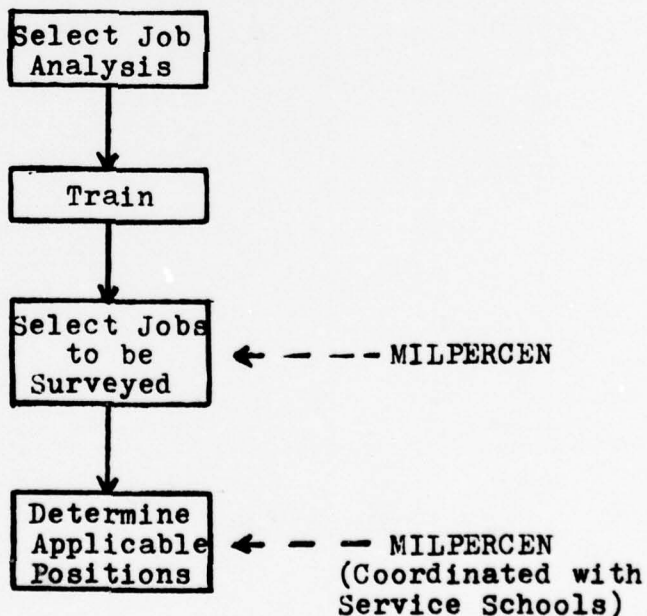 Select Job
Analysis
Train
Select Jobs
to be
Surveyed
MILPERCEN
Determine
Applicable
Positions
MILPERCEN
(Coordinated with
Service Schools)